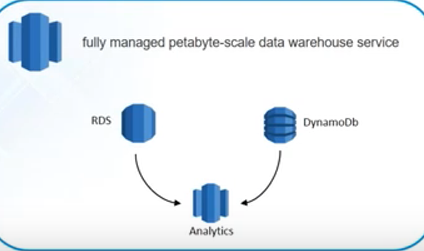 fully managed petabyte-scale data warehouse service
RDS
DynamoDb
Analytics